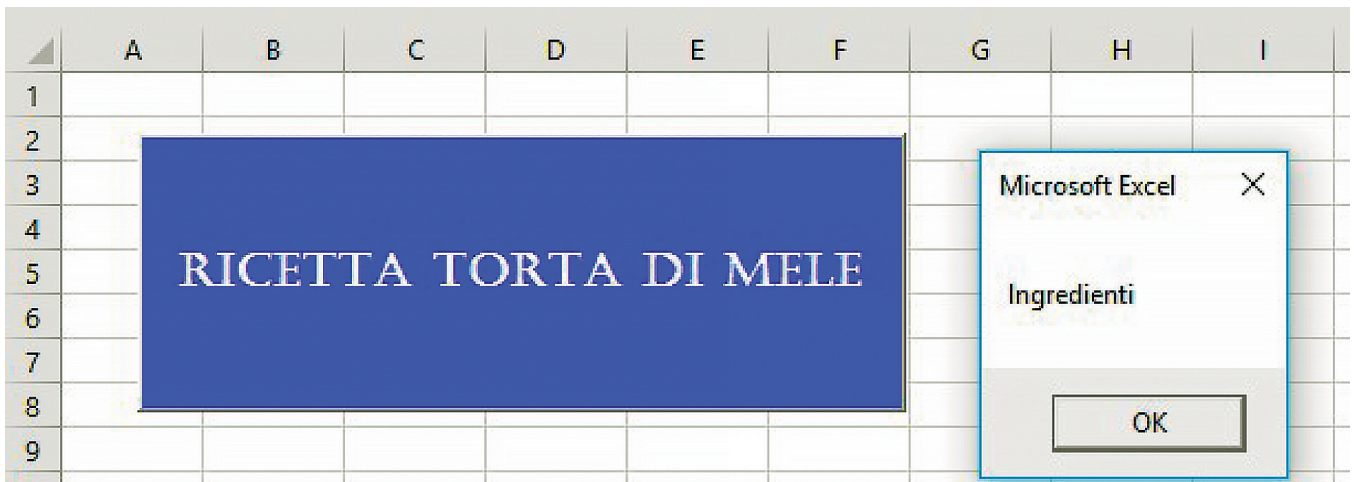 A B C D E F G H I
1
2
3
4
5
6
7
8
9
RICETTA TORTA DI MELE
Microsoft Excel
Ingredienti
OK